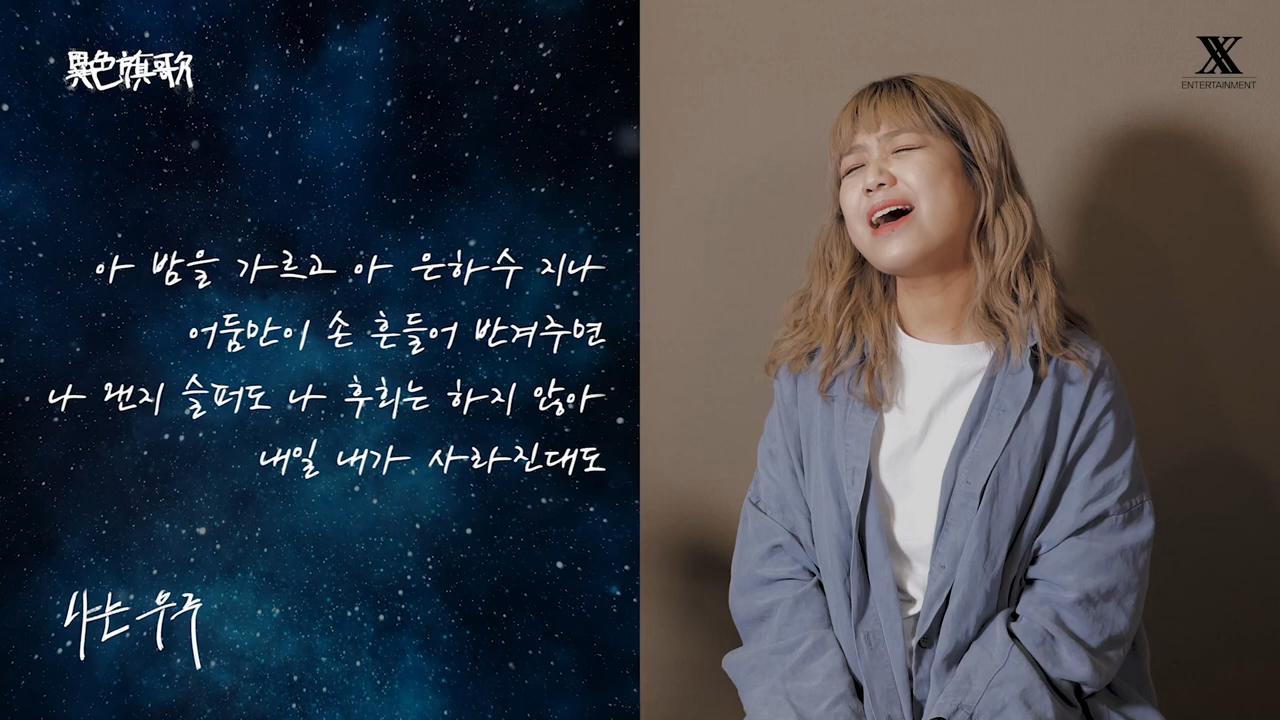 異色旗歌
XX
ENTERTAINMENT
아 밤을 가르고 아 은하수 지나
어둠만이 손 흔들어 반겨주면
나 왠지 슬퍼도 나 후회는 하지 않아
내일 내가 사라진대도
나는 우주